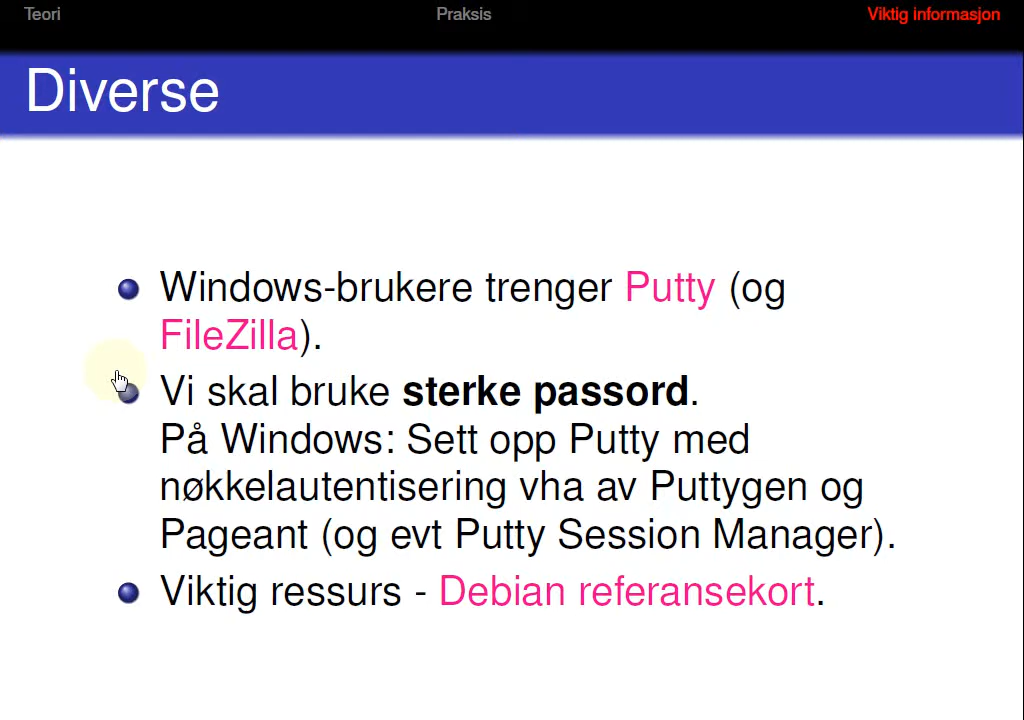 Teori Praksis Viktig informasjon
Diverse
Windows-brukere trenger Putty (og
FileZilla).
Vi skal bruke sterke passord.
På Windows: Sett opp Putty med
nøkkelautentisering vha av Puttygen og
Pageant (og evt Putty Session Manager).
Viktig ressurs - Debian referansekort.